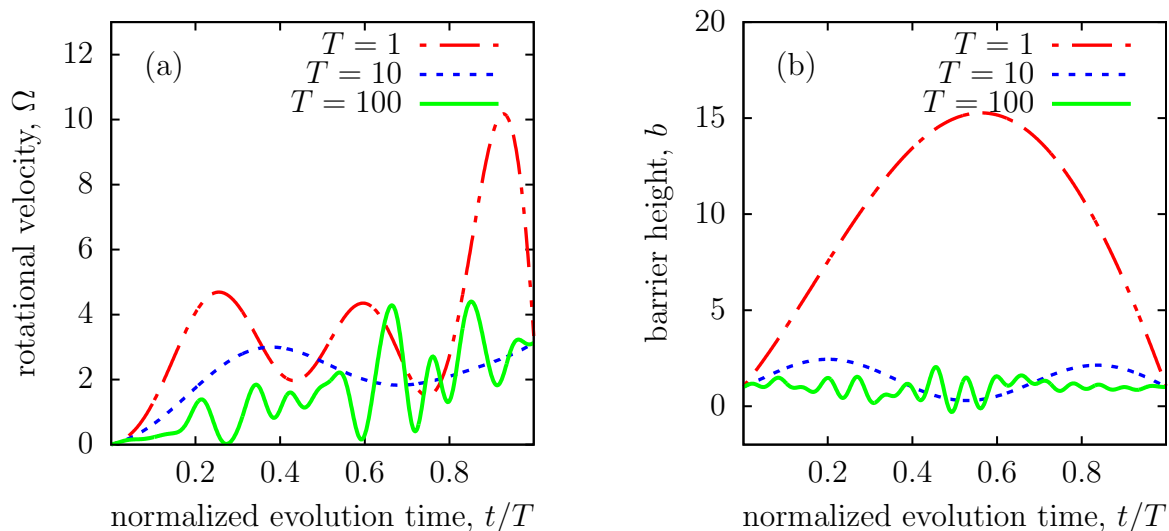 (a)
T = 1
T = 10
T = 100
12
10
8
6
4
2
0
0.2
0.4
0.6
0.8
rotational velocity, Ω
normalized evolution time, t/T
(b)
T = 1
T = 10
T = 100
20
15
10
5
0
0.2
0.4
0.6
0.8
barrier height, b
normalized evolution time, t/T